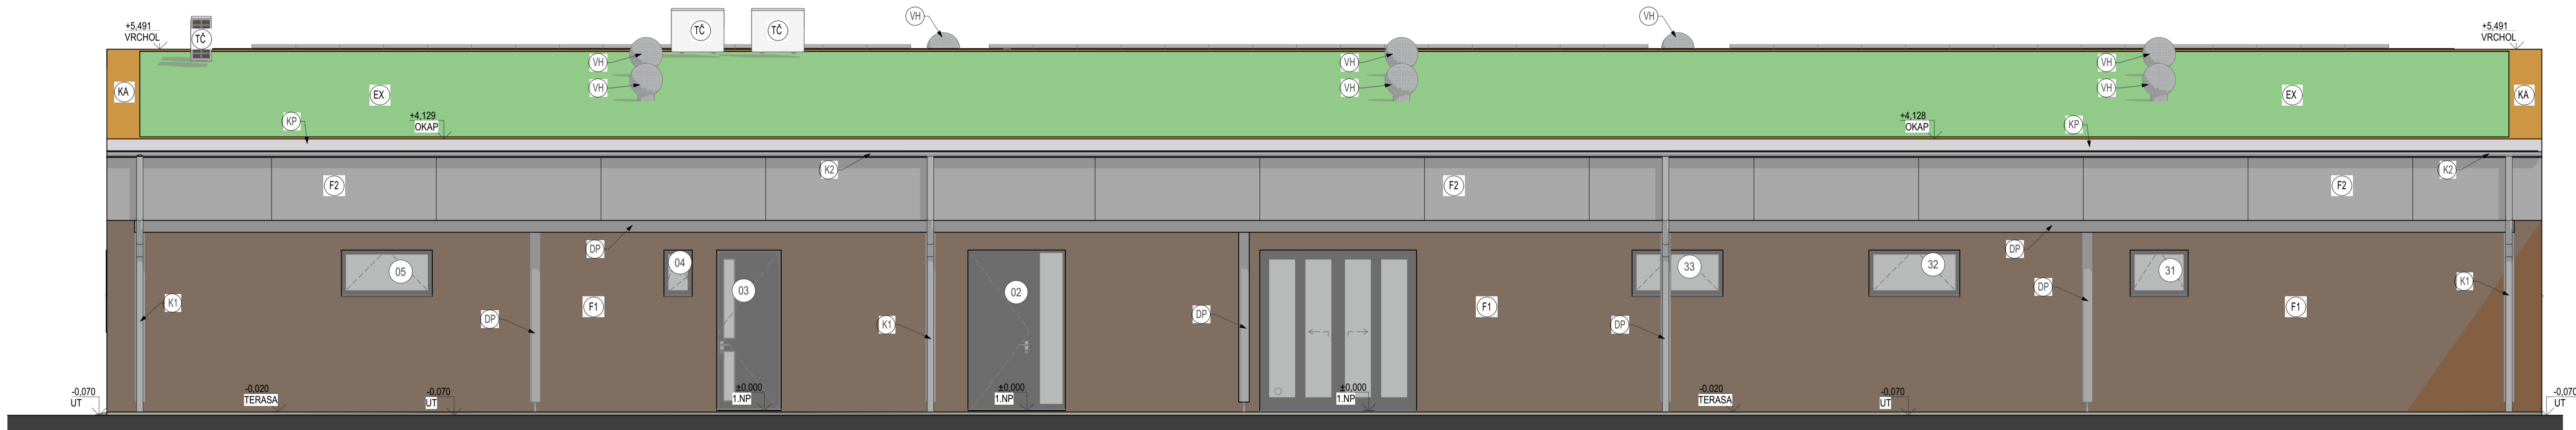 VH
VH
+5,491
VRCHOL
TČ
TČ
TČ
+5,491
VRCHOL
VH
VH
VH
VH
VH
VH
KA
EX
EX
KA
KP
+4,129
OKAP
+4,128
OKAP
KP
K2
K2
F2
F2
F2
DP
DP
05
04
03
02
33
32
31
K1
F1
DP
K1
DP
F1
DP
DP
F1
K1
-0,070
UT
-0,020
TERASA
-0,070
UT
±0,000
1.NP
±0,000
1.NP
±0,000
1.NP
-0,020
TERASA
-0,070
UT
-0,070
UT